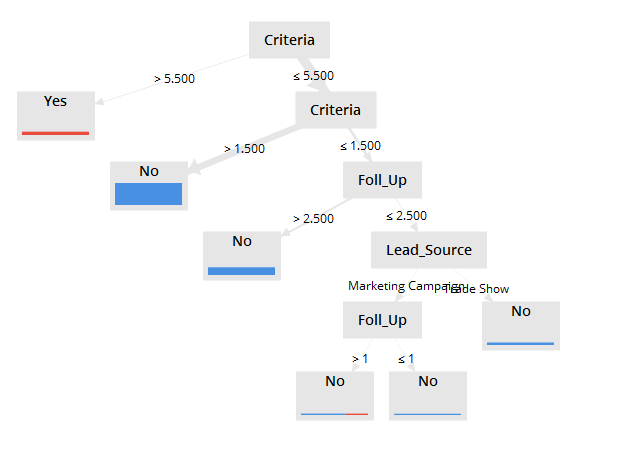 Criteria
> 5.500
≤ 5.500
Yes
Criteria
> 1.500
≤ 1.500
No
Foll_Up
> 2.500
≤ 2.500
No
Lead_Source
Marketing Campaign
Trade Show
Foll_Up
No
> 1
≤ 1
No
No